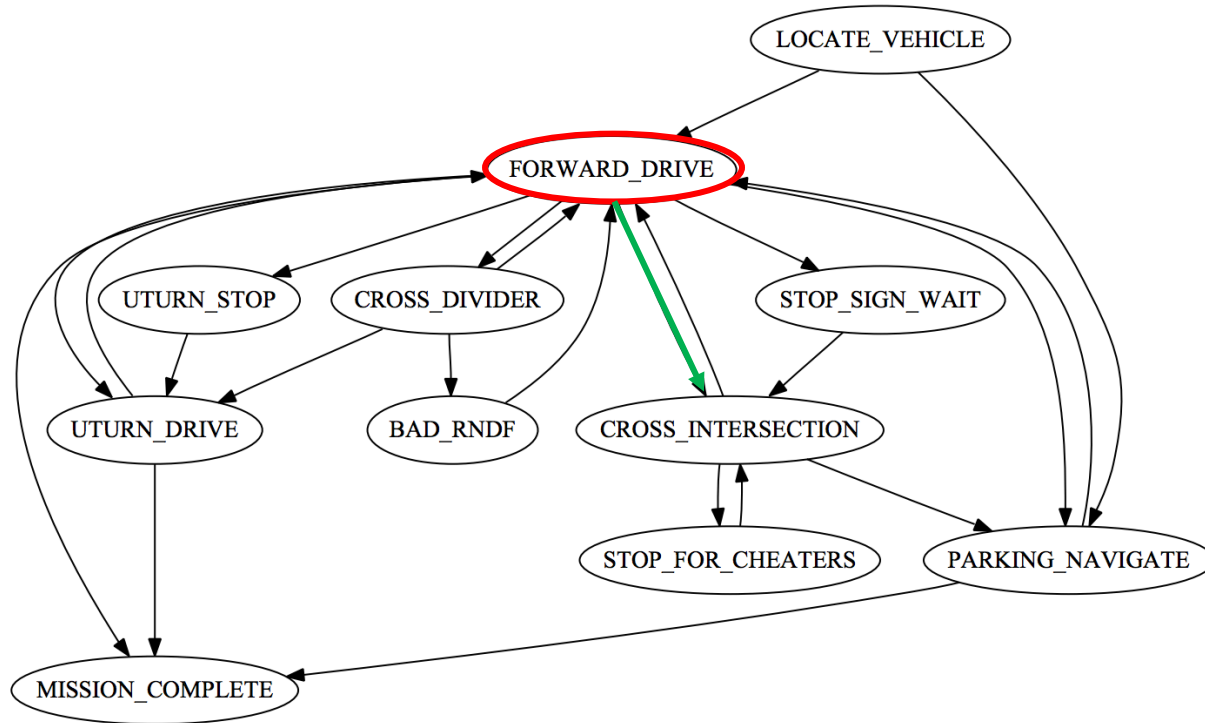 LOCATE_VEHICLE
FORWARD_DRIVE
UTURN_STOP
CROSS_DIVIDER
STOP_SIGN_WAIT
UTURN_DRIVE
BAD_RNDF
CROSS_INTERSECTION
STOP_FOR_CHEATERS
PARKING_NAVIGATE
MISSION_COMPLETE